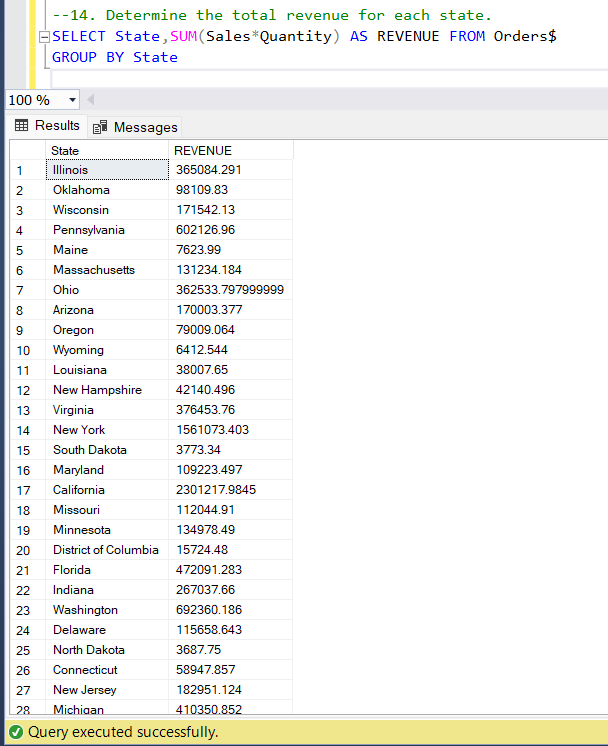 --14. Determine the total revenue for each state.
SELECT State,SUM(Sales*Quantity) AS REVENUE FROM Orders$
GROUP BY State
100 %
Results Messages
State REVENUE
1 Illinois 365084.291
2 Oklahoma 98109.83
3 Wisconsin 171542.13
4 Pennsylvania 602126.96
5 Maine 7623.99
6 Massachusetts 131234.184
7 Ohio 362533.797999999
8 Arizona 170003.377
9 Oregon 79009.064
10 Wyoming 6412.544
11 Louisiana 38007.65
12 New Hampshire 42140.496
13 Virginia 376453.76
14 New York 1561073.403
15 South Dakota 3773.34
16 Maryland 109223.497
17 California 2301217.9845
18 Missouri 112044.91
19 Minnesota 134978.49
20 District of Columbia 15724.48
21 Florida 472091.283
22 Indiana 267037.66
23 Washington 692360.186
24 Delaware 115658.643
25 North Dakota 3687.75
26 Connecticut 58947.857
27 New Jersey 182951.124
28 Michigan 410350.852
Query executed successfully.